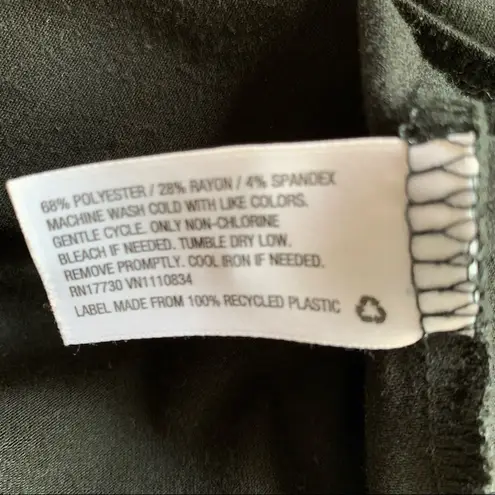 68% POLYESTER / 28% RAYON / 4% SPANDEX
MACHINE WASH COLD WITH LIKE COLORS.
GENTLE CYCLE. ONLY NON-CHLORINE
BLEACH IF NEEDED. TUMBLE DRY LOW.
REMOVE PROMPTLY. COOL IRON IF NEEDED.
RN17730 VN1110834
LABEL MADE FROM 100% RECYCLED PLASTIC